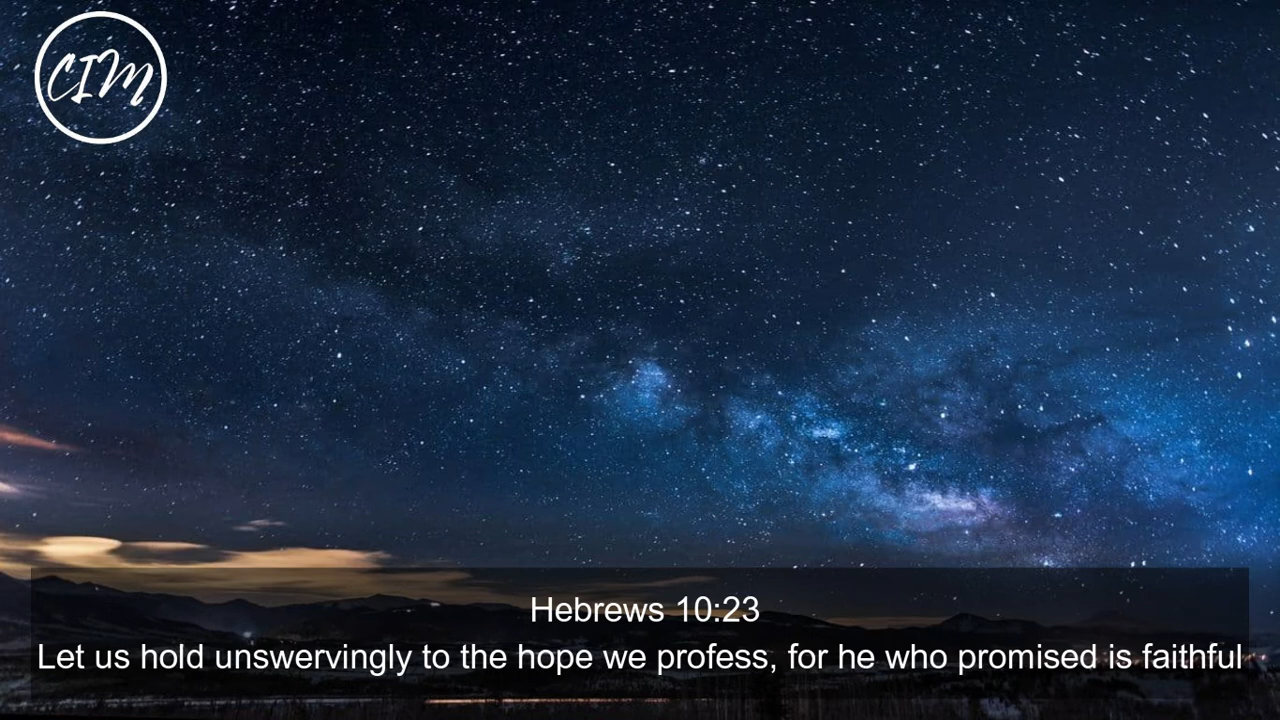 CIM
Hebrews 10:23
Let us hold unswervingly to the hope we profess, for he who promised is faithful